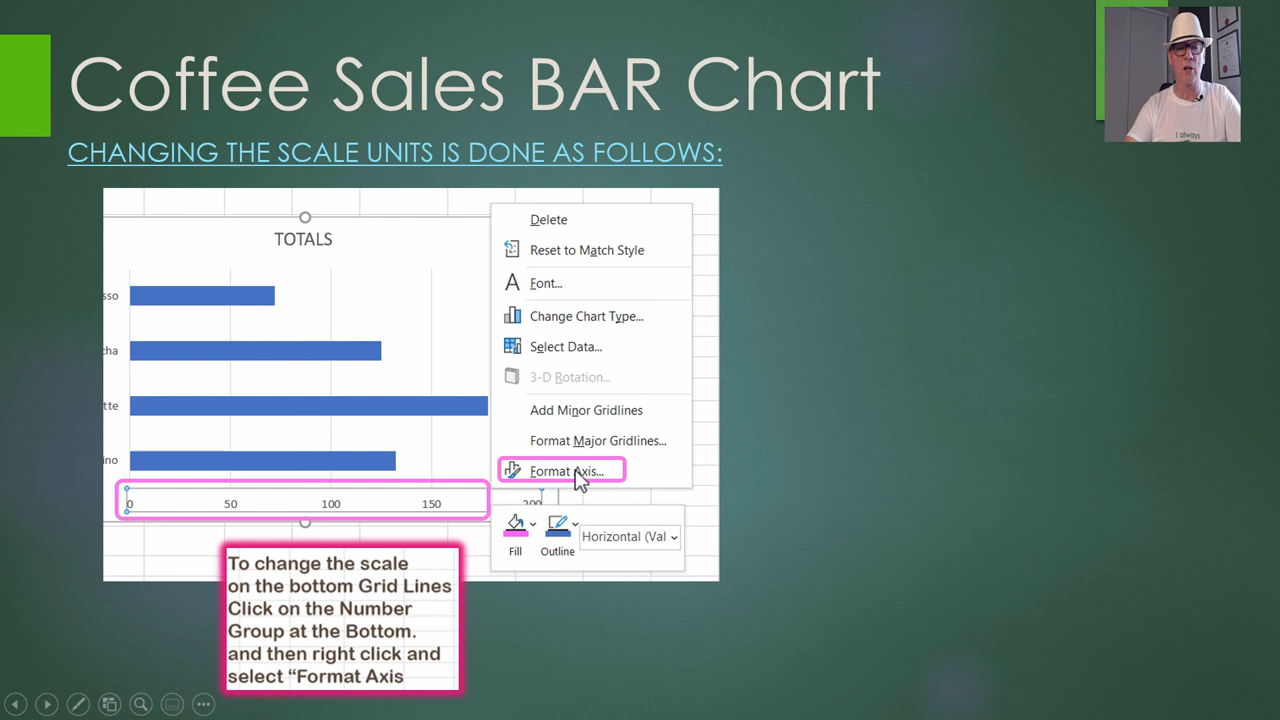 Coffee Sales BAR Chart
CHANGING THE SCALE UNITS IS DONE AS FOLLOWS:
I always
TOTALS
sso
cha
tte
ino
0 50 100 150 200
Delete
Reset to Match Style
Font...
Change Chart Type...
Select Data...
3-D Rotation...
Add Minor Gridlines
Format Major Gridlines...
Format Axis...
Fill
Outline
Horizontal (Val
To change the scale
on the bottom Grid Lines
Click on the Number
Group at the Bottom.
and then right click and
select “Format Axis